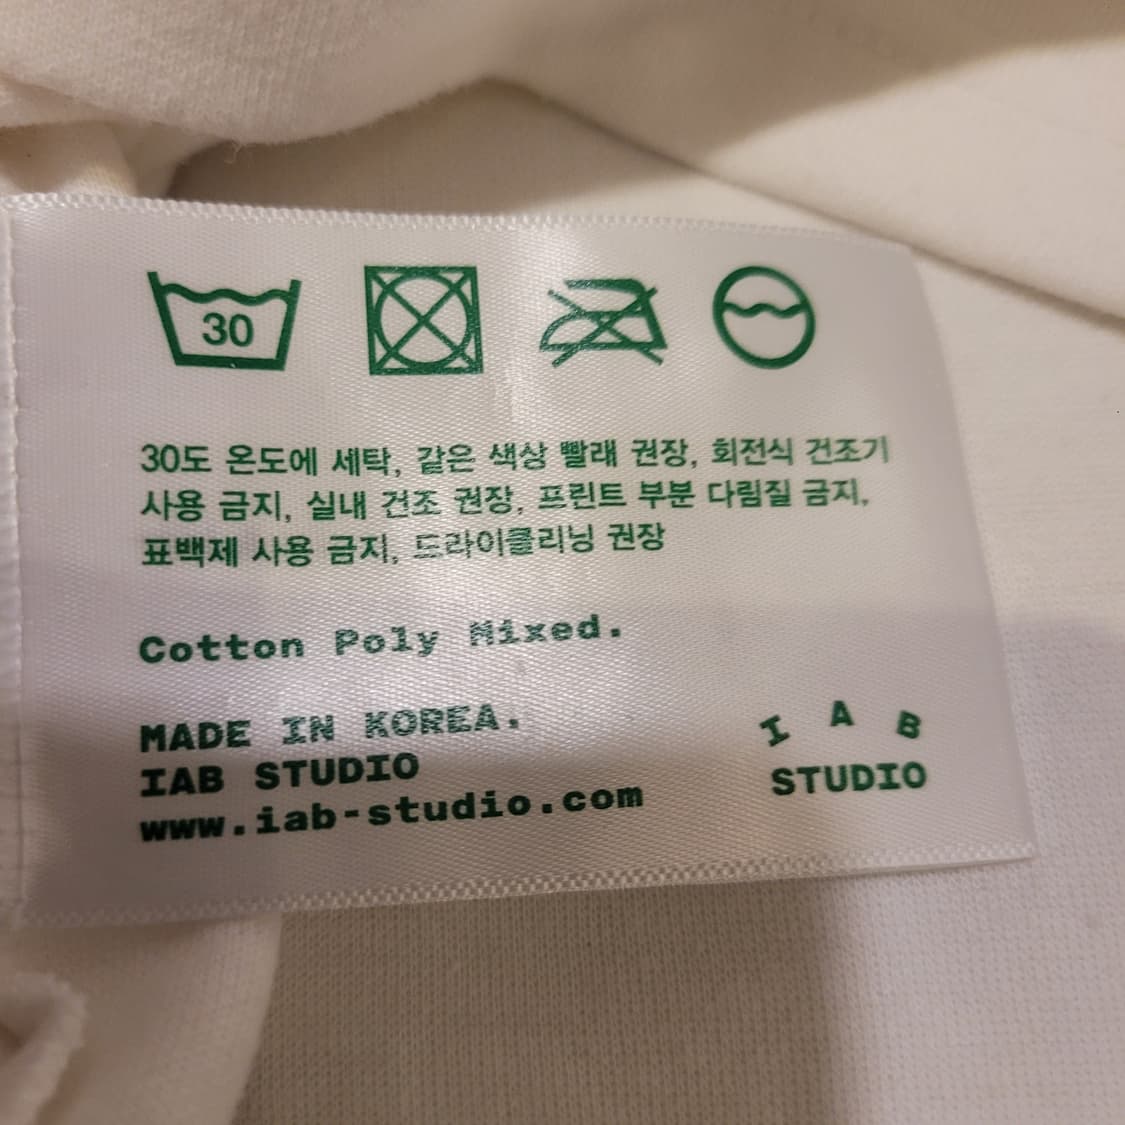 30
30도 온도에 세탁, 같은 색상 빨래 권장, 회전식 건조기
사용 금지, 실내 건조 권장, 프린트 부분 다림질 금지,
표백제 사용 금지, 드라이클리닝 권장
Cotton Poly Mixed.
MADE IN KOREA.
IAB STUDIO
www.iab-studio.com
I A B
STUDIO